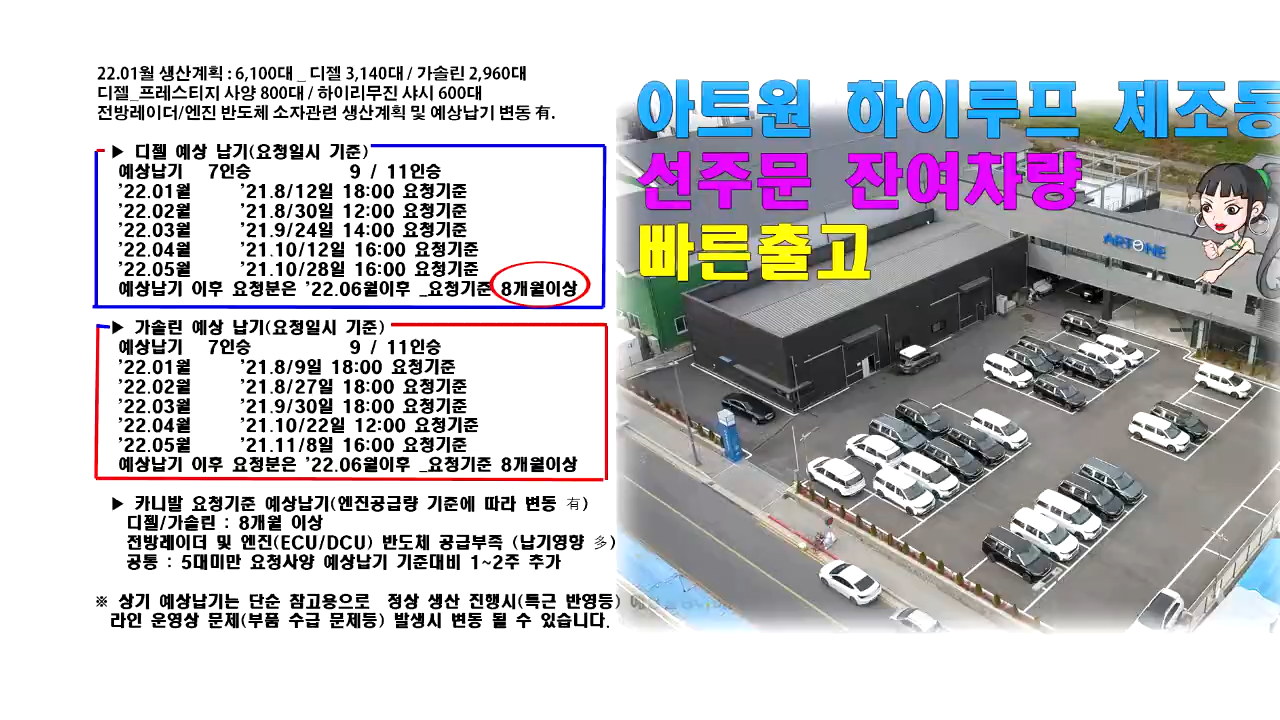 22.01월 생산계획 : 6,100대 _ 디젤 3,140대 / 가솔린 2,960대
디젤_프레스티지 사양 800대 / 하이리무진 샤시 600대
전방레이더/엔진 반도체 소자관련 생산계획 및 예상납기 변동 有.
▶ 디젤 예상 납기(요청일시 기준)
예상납기 7인승 9 / 11인승
'22.01월 '21.8/12일 18:00 요청기준
'22.02월 '21.8/30일 12:00 요청기준
'22.03월 '21.9/24일 14:00 요청기준
'22.04월 '21.10/12일 16:00 요청기준
'22.05월 '21.10/28일 16:00 요청기준
예상납기 이후 요청분은 '22.06월이후 _요청기준 8개월이상
▶ 가솔린 예상 납기(요청일시 기준)
예상납기 7인승 9 / 11인승
'22.01월 '21.8/9일 18:00 요청기준
'22.02월 '21.8/27일 18:00 요청기준
'22.03월 '21.9/30일 18:00 요청기준
'22.04월 '21.10/22일 12:00 요청기준
'22.05월 '21.11/8일 16:00 요청기준
예상납기 이후 요청분은 '22.06월이후 _요청기준 8개월이상
▶ 카니발 요청기준 예상납기(엔진공급량 기준에 따라 변동 有)
디젤/가솔린 : 8개월 이상
전방레이더 및 엔진(ECU/DCU) 반도체 공급부족 (납기영향 多)
공통 : 5대미만 요청사양 예상납기 기준대비 1~2주 추가
※ 상기 예상납기는 단순 참고용으로 정상 생산 진행시(특근 반영등)
라인 운영상 문제(부품 수급 문제등) 발생시 변동 될 수 있습니다.
아트원 하이루프 제조동
선주문 잔여차량
빠른출고
ARTONE